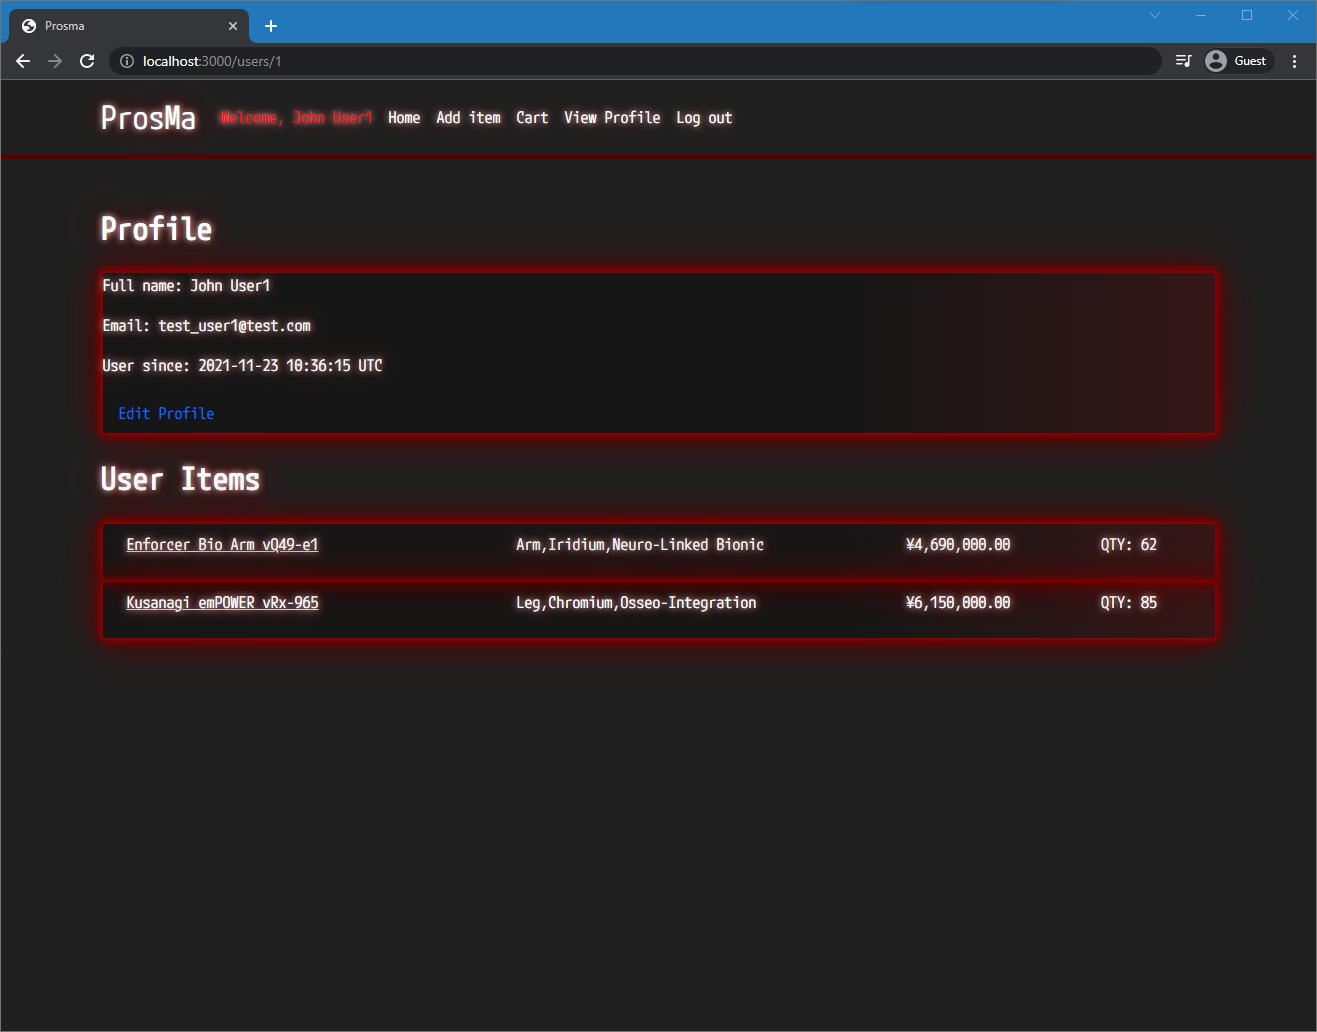 Prosma
localhost:3000/users/1
Guest
ProsMa Welcome, John User1 Home Add item Cart View Profile Log out
Profile
Full name: John User1
Email: test_user1@test.com
User since: 2021-11-23 10:36:15 UTC
Edit Profile
User Items
Enforcer Bio Arm vQ49-e1 Arm,Iridium,Neuro-Linked Bionic ¥4,690,000.00 QTY: 62
Kusanagi emPOWER vRx-965 Leg,Chromium,Osseo-Integration ¥6,150,000.00 QTY: 85